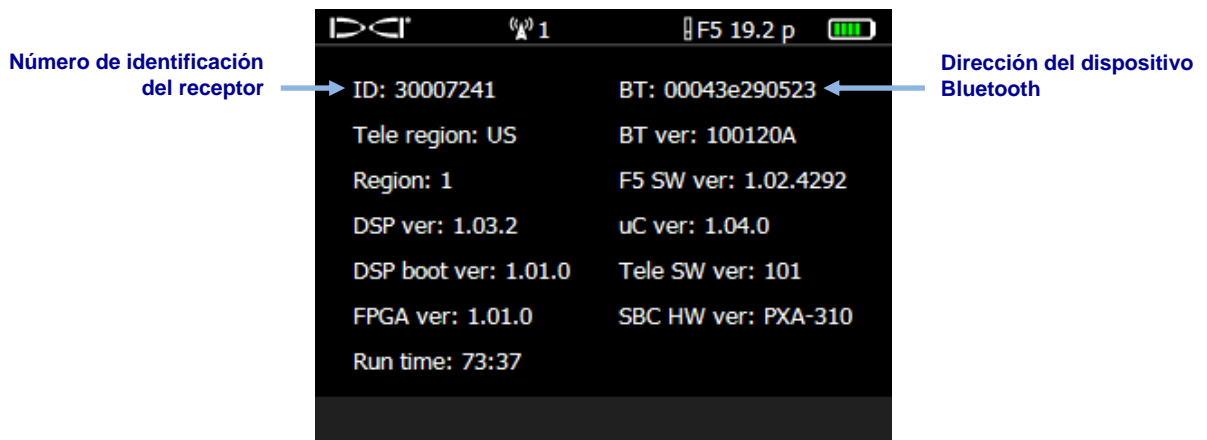 DCI 1 F5 19.2 p
Número de identificación
del receptor
Dirección del dispositivo
Bluetooth
ID: 30007241 BT: 00043e290523
Tele region: US BT ver: 100120A
Region: 1 F5 SW ver: 1.02.4292
DSP ver: 1.03.2 uC ver: 1.04.0
DSP boot ver: 1.01.0 Tele SW ver: 101
FPGA ver: 1.01.0 SBC HW ver: PXA-310
Run time: 73:37